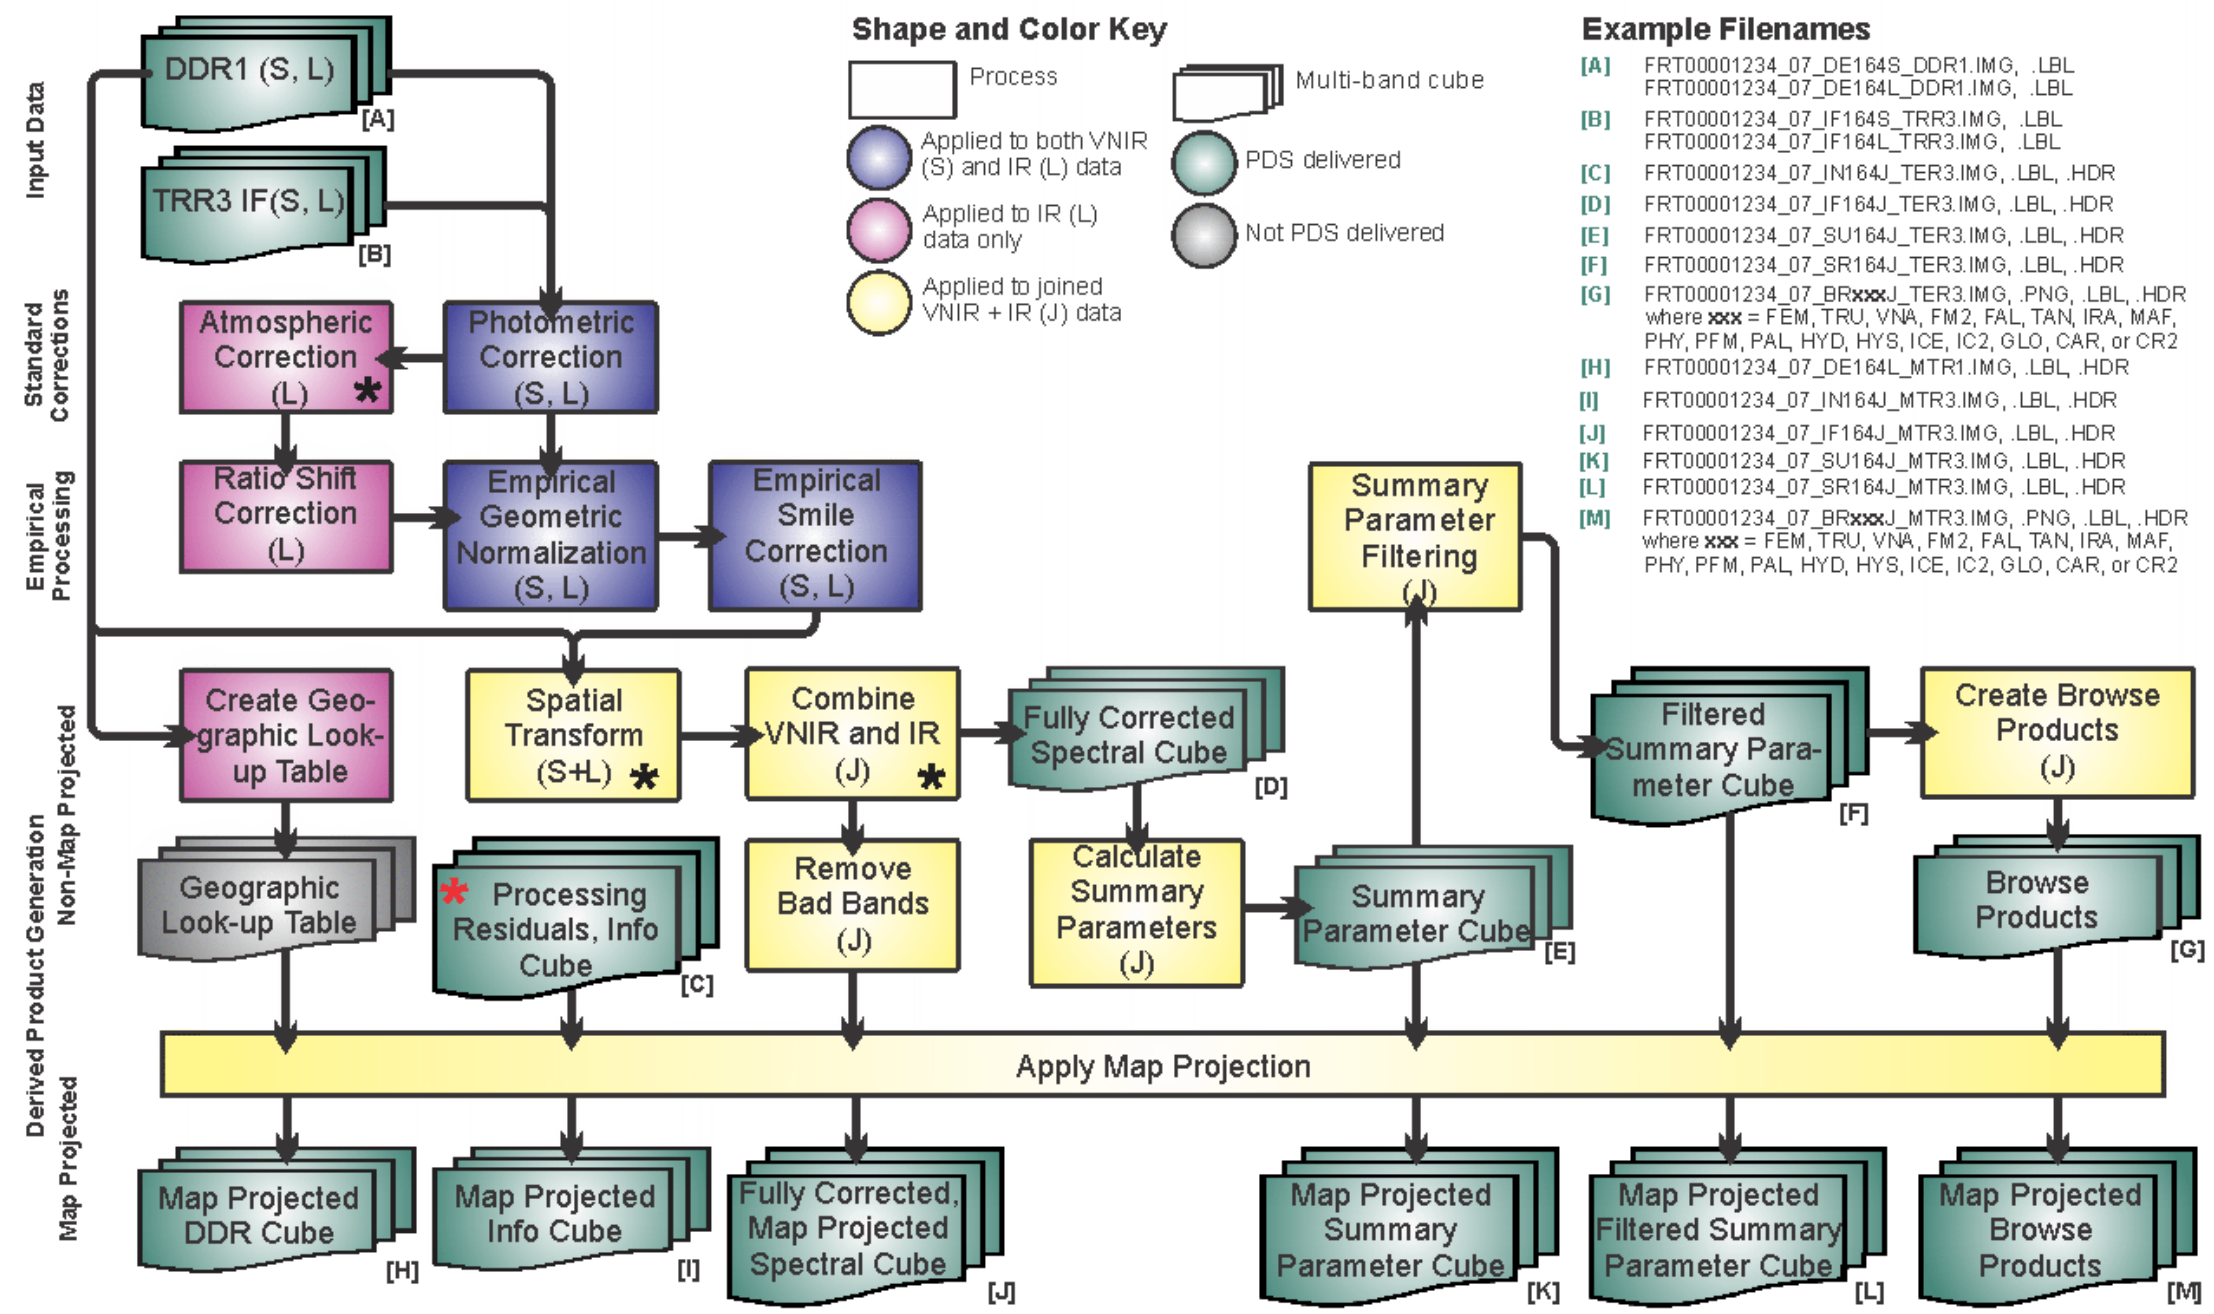 DDR1 (S, L)
[A]
TRR3 IF(S, L)
[B]
Input Data
Shape and Color Key
Process
Multi-band cube
Applied to both VNIR
(S) and IR (L) data
PDS delivered
Applied to IR (L)
data only
Not PDS delivered
Applied to joined
VNIR + IR (J) data
Example Filenames
[A] FRT00001234_07_DE164S_DDR1.IMG, .LBL
FRT00001234_07_DE164L_DDR1.IMG, .LBL
[B] FRT00001234_07_IF164S_TRR3.IMG, .LBL
FRT00001234_07_IF164L_TRR3.IMG, .LBL
[C] FRT00001234_07_IN164J_TER3.IMG, .LBL, .HDR
[D] FRT00001234_07_IF164J_TER3.IMG, .LBL, .HDR
[E] FRT00001234_07_SU164J_TER3.IMG, .LBL, .HDR
[F] FRT00001234_07_SR164J_TER3.IMG, .LBL, .HDR
[G] FRT00001234_07_BRxxxJ_TER3.IMG, .PNG, .LBL, .HDR
where xxx = FEM, TRU, VNA, FM2, FAL, TAN, IRA, MAF,
PHY, PFM, PAL, HYD, HYS, ICE, IC2, GLO, CAR, or CR2
[H] FRT00001234_07_DE164L_MTR1.IMG, .LBL, .HDR
[I] FRT00001234_07_IN164J_MTR3.IMG, .LBL, .HDR
[J] FRT00001234_07_IF164J_MTR3.IMG, .LBL, .HDR
[K] FRT00001234_07_SU164J_MTR3.IMG, .LBL, .HDR
[L] FRT00001234_07_SR164J_MTR3.IMG, .LBL, .HDR
[M] FRT00001234_07_BRxxxJ_MTR3.IMG, .PNG, .LBL, .HDR
where xxx = FEM, TRU, VNA, FM2, FAL, TAN, IRA, MAF,
PHY, PFM, PAL, HYD, HYS, ICE, IC2, GLO, CAR, or CR2
Standard
Corrections
Atmospheric
Correction
(L) *
Photometric
Correction
(S, L)
Empirical
Processing
Ratio Shift
Correction
(L)
Empirical
Geometric
Normalization
(S, L)
Empirical
Smile
Correction
(S, L)
Summary
Parameter
Filtering
(J)
Derived Product Generation
Non-Map Projected
Create Geo-
graphic Look-
up Table
Spatial
Transform
(S+L) *
Combine
VNIR and IR
(J) *
Fully Corrected
Spectral Cube
[D]
Filtered
Summary Para-
meter Cube
[F]
Create Browse
Products
(J)
Geographic
Look-up Table
* Processing
Residuals, Info
Cube
[C]
Remove
Bad Bands
(J)
Calculate
Summary
Parameters
(J)
Summary
Parameter Cube
[E]
Browse
Products
[G]
Apply Map Projection
Map Projected
Map Projected
DDR Cube
[H]
Map Projected
Info Cube
[I]
Fully Corrected,
Map Projected
Spectral Cube
[J]
Map Projected
Summary
Parameter Cube
[K]
Map Projected
Filtered Summary
Parameter Cube
[L]
Map Projected
Browse
Products
[M]